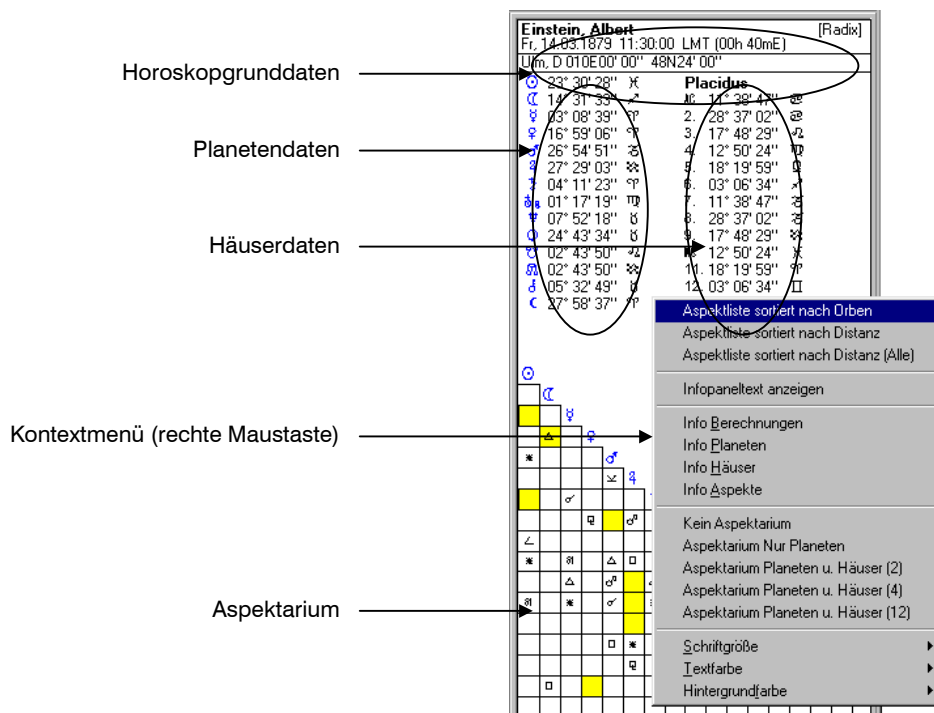 Einstein, Albert [Radix]
Fr, 14.03.1879 11:30:00 LMT (00h 40mE)
Ulm, D 010E00'00'' 48N24'00''
☉ 23°30'28'' ♓ Placidus
☾ 14°31'33'' ♐ AC 11°38'47'' ♋
☿ 03°08'39'' ♈ 2. 28°37'02'' ♋
♀ 16°59'06'' ♈ 3. 17°48'29'' ♌
♂ 26°54'51'' ♑ 4. 12°50'24'' ♍
♃ 27°29'03'' ♒ 5. 18°19'59'' ♎
♄ 04°11'23'' ♈ 6. 03°06'34'' ♐
01°17'19'' ♍ 7. 11°38'47'' ♑
♆ 07°52'18'' ♉ 8. 28°37'02'' ♑
24°43'34'' ♉ 9. 17°48'29'' ♒
02°43'50'' ♌ 12°50'24'' ♓
02°43'50'' ♒ 11. 18°19'59'' ♈
05°32'49'' ♉ 12. 03°06'34'' ♊
27°58'37'' ♈
Horoskopgrunddaten
Planetendaten
Häuserdaten
Kontextmenü (rechte Maustaste)
Aspektarium
Aspektliste sortiert nach Orben
Aspektliste sortiert nach Distanz
Aspektliste sortiert nach Distanz (Alle)
Infopaneltext anzeigen
Info Berechnungen
Info Planeten
Info Häuser
Info Aspekte
Kein Aspektarium
Aspektarium Nur Planeten
Aspektarium Planeten u. Häuser (2)
Aspektarium Planeten u. Häuser (4)
Aspektarium Planeten u. Häuser (12)
Schriftgröße
Textfarbe
Hintergrundfarbe